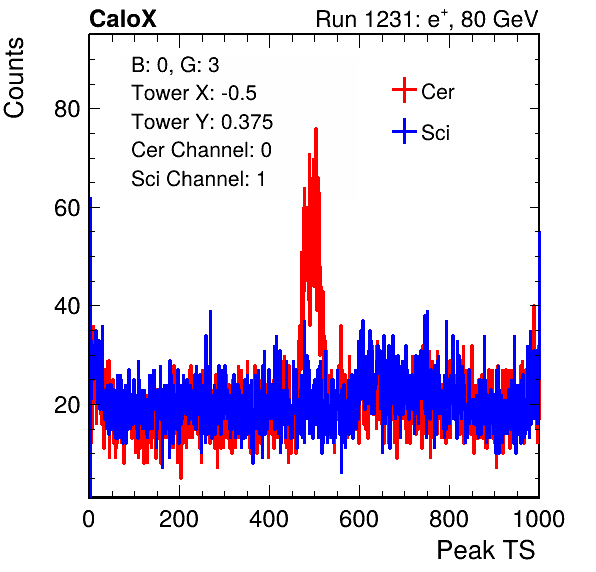 CaloX Run 1231: e⁺, 80 GeV
Counts
B: 0, G: 3
Tower X: -0.5
Tower Y: 0.375
Cer Channel: 0
Sci Channel: 1
Cer
Sci
80
60
40
20
0 200 400 600 800 1000
Peak TS